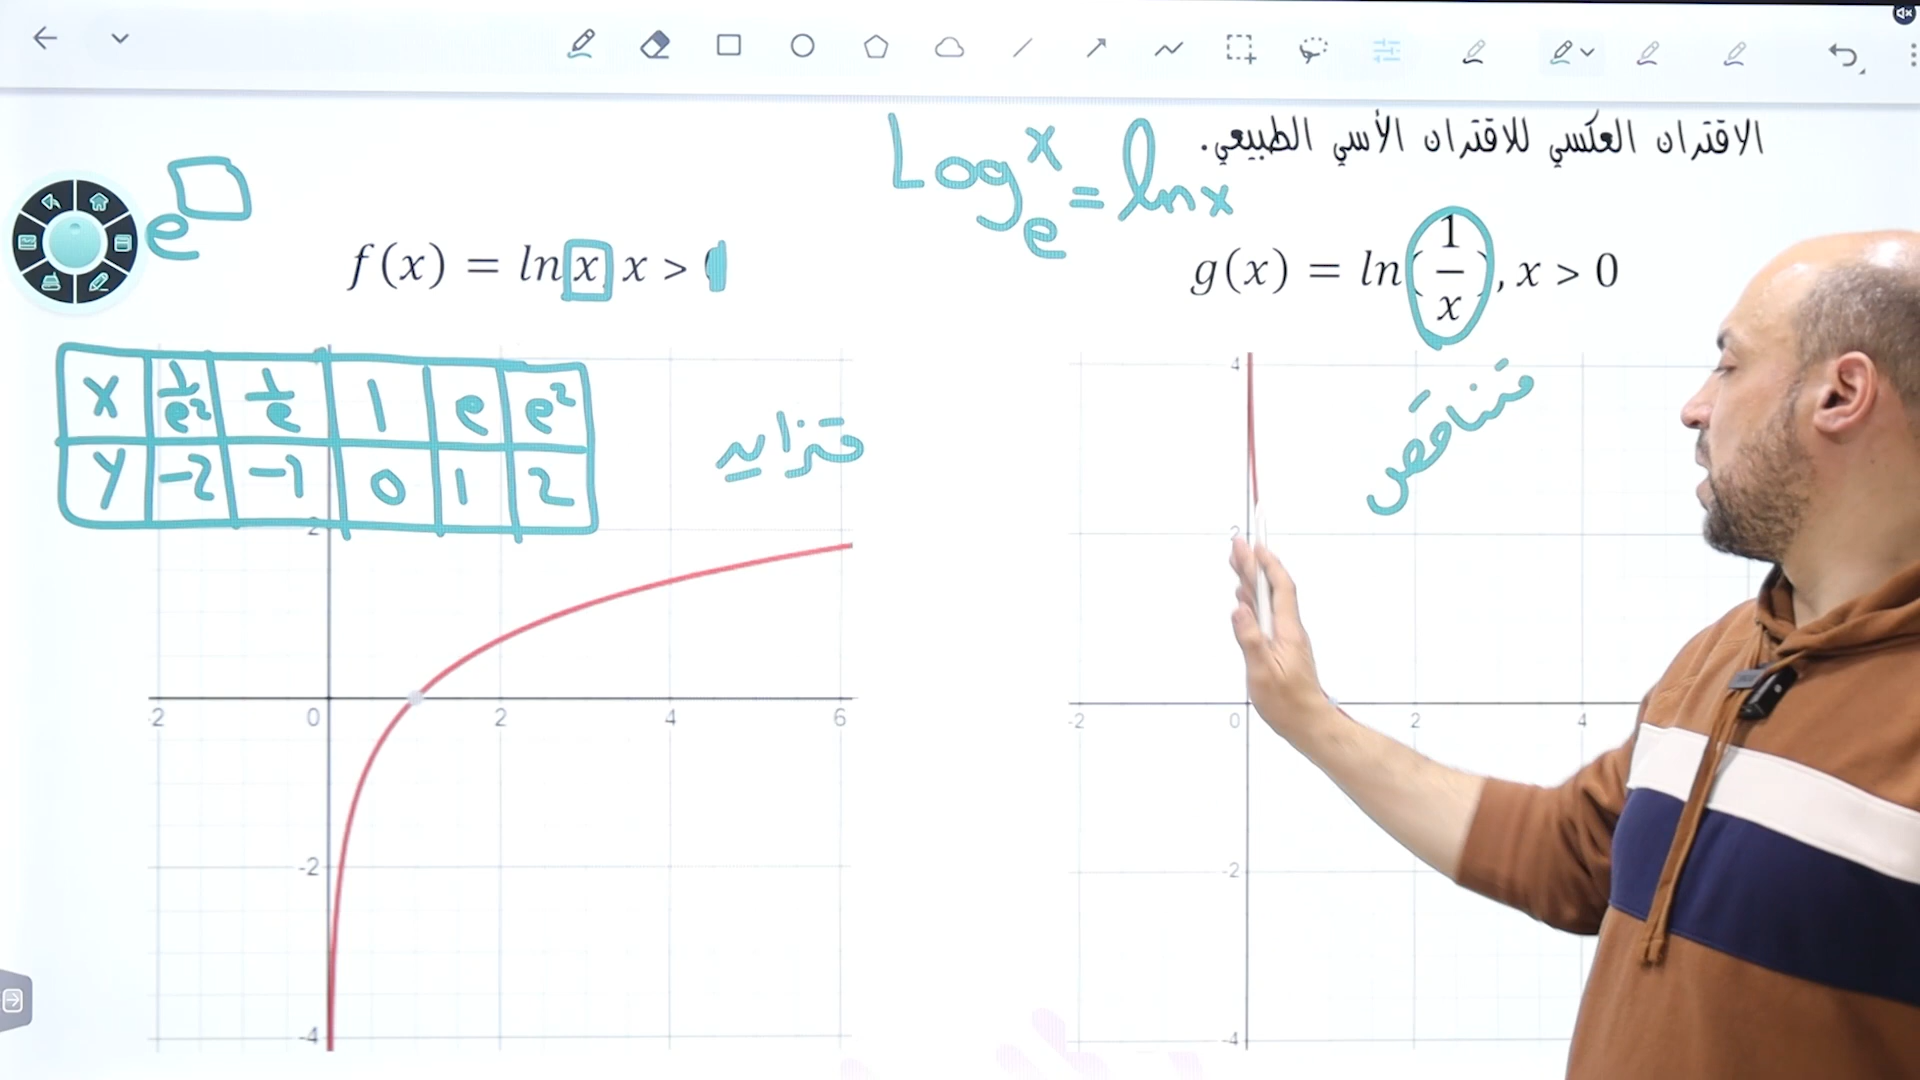 الاقتران العكسي للاقتران الأسي الطبيعي.
Log_e^x = ln x
e^□
f(x) = ln x, x >
g(x) = ln(1/x), x > 0
x 1/e² 1/e 1 e e²
y -2 -1 0 1 2
متزايد
متناقص
2
-2 0 2 4 6
-2
-4
4
2
-2 0 2 4
-2
-4